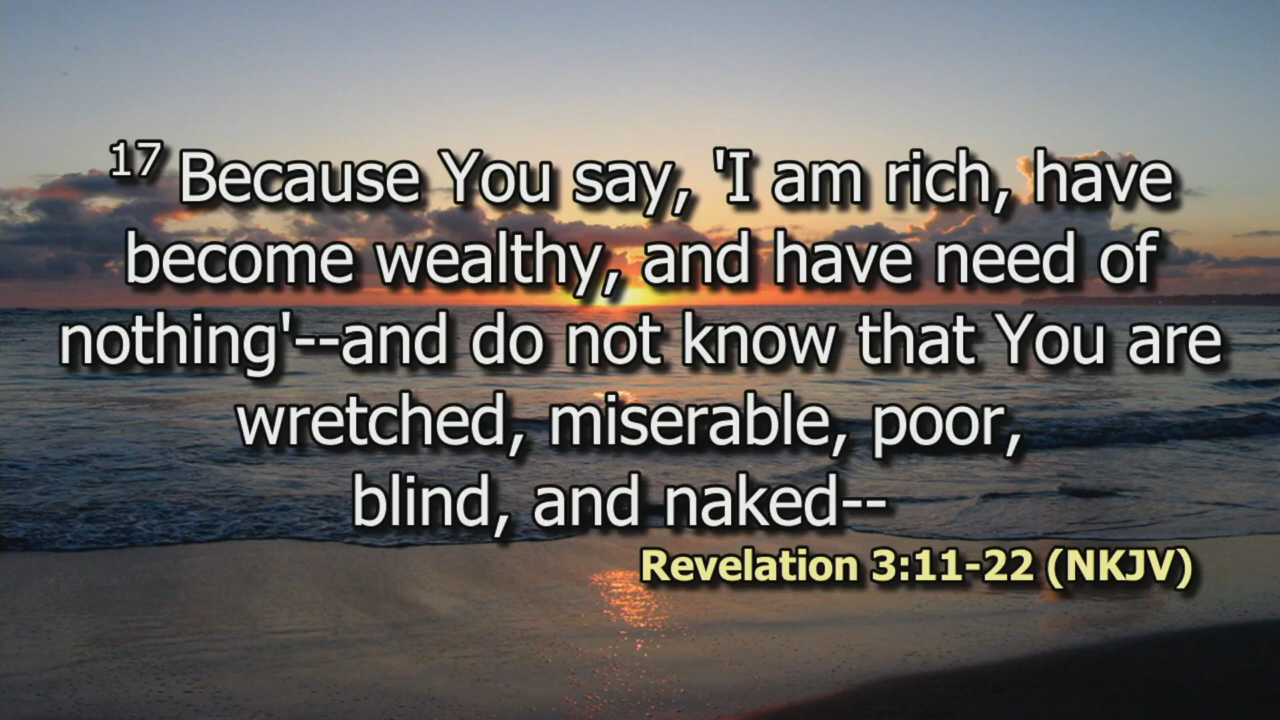 17 Because You say, 'I am rich, have
become wealthy, and have need of
nothing'--and do not know that You are
wretched, miserable, poor,
blind, and naked--
Revelation 3:11-22 (NKJV)